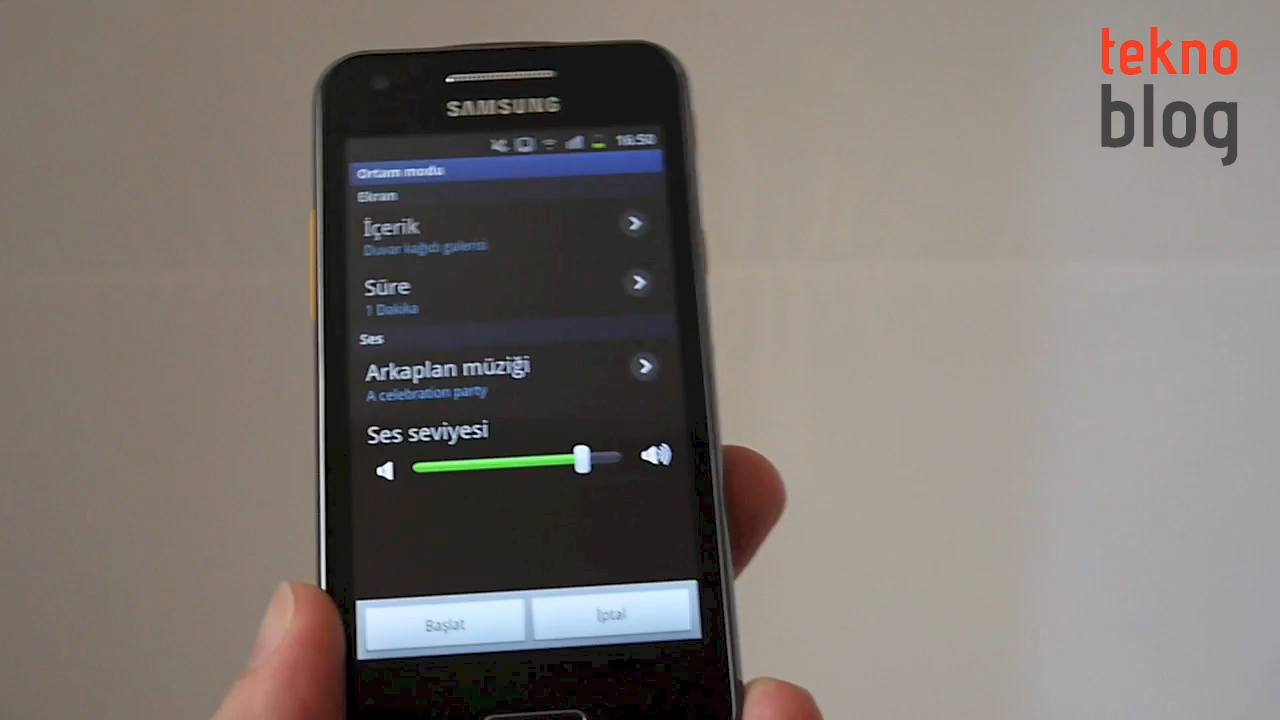 tekno
blog
SAMSUNG
16:50
Ortam modu
Ekran
İçerik
Duvar kağıdı galerisi
Süre
1 Dakika
Ses
Arkaplan müziği
A celebration party
Ses seviyesi
Başlat
İptal